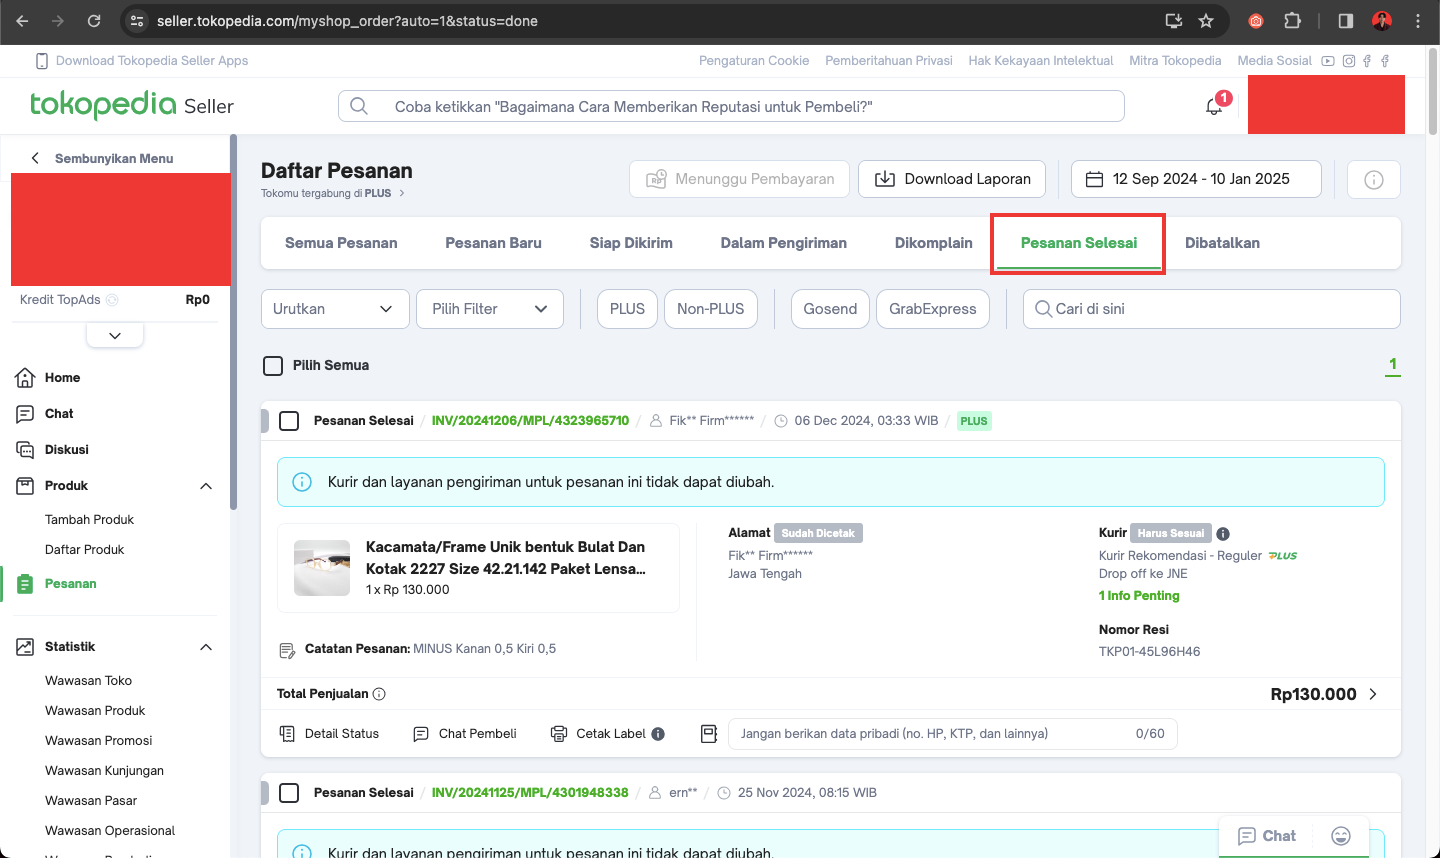 seller.tokopedia.com/myshop_order?auto=1&status=done
Download Tokopedia Seller Apps
Pengaturan Cookie
Pemberitahuan Privasi
Hak Kekayaan Intelektual
Mitra Tokopedia
Media Sosial
tokopedia Seller
Coba ketikkan "Bagaimana Cara Memberikan Reputasi untuk Pembeli?"
1
Sembunyikan Menu
Kredit TopAds
Rp0
Home
Chat
Diskusi
Produk
Tambah Produk
Daftar Produk
Pesanan
Statistik
Wawasan Toko
Wawasan Produk
Wawasan Promosi
Wawasan Kunjungan
Wawasan Pasar
Wawasan Operasional
Daftar Pesanan
Tokomu tergabung di PLUS
Menunggu Pembayaran
Download Laporan
12 Sep 2024 - 10 Jan 2025
Semua Pesanan
Pesanan Baru
Siap Dikirim
Dalam Pengiriman
Dikomplain
Pesanan Selesai
Dibatalkan
Urutkan
Pilih Filter
PLUS
Non-PLUS
Gosend
GrabExpress
Cari di sini
Pilih Semua
1
Pesanan Selesai / INV/20241206/MPL/4323965710 / Fik** Firm****** / 06 Dec 2024, 03:33 WIB / PLUS
Kurir dan layanan pengiriman untuk pesanan ini tidak dapat diubah.
Kacamata/Frame Unik bentuk Bulat Dan
Kotak 2227 Size 42.21.142 Paket Lensa...
1 x Rp 130.000
Catatan Pesanan: MINUS Kanan 0,5 Kiri 0,5
Alamat Sudah Dicetak
Fik** Firm******
Jawa Tengah
Kurir Harus Sesuai
Kurir Rekomendasi - Reguler PLUS
Drop off ke JNE
1 Info Penting
Nomor Resi
TKP01-45L96H46
Total Penjualan
Rp130.000
Detail Status
Chat Pembeli
Cetak Label
Jangan berikan data pribadi (no. HP, KTP, dan lainnya)
0/60
Pesanan Selesai / INV/20241125/MPL/4301948338 / ern** / 25 Nov 2024, 08:15 WIB
Kurir dan layanan pengiriman untuk pesanan ini tidak dapat diubah.
Chat